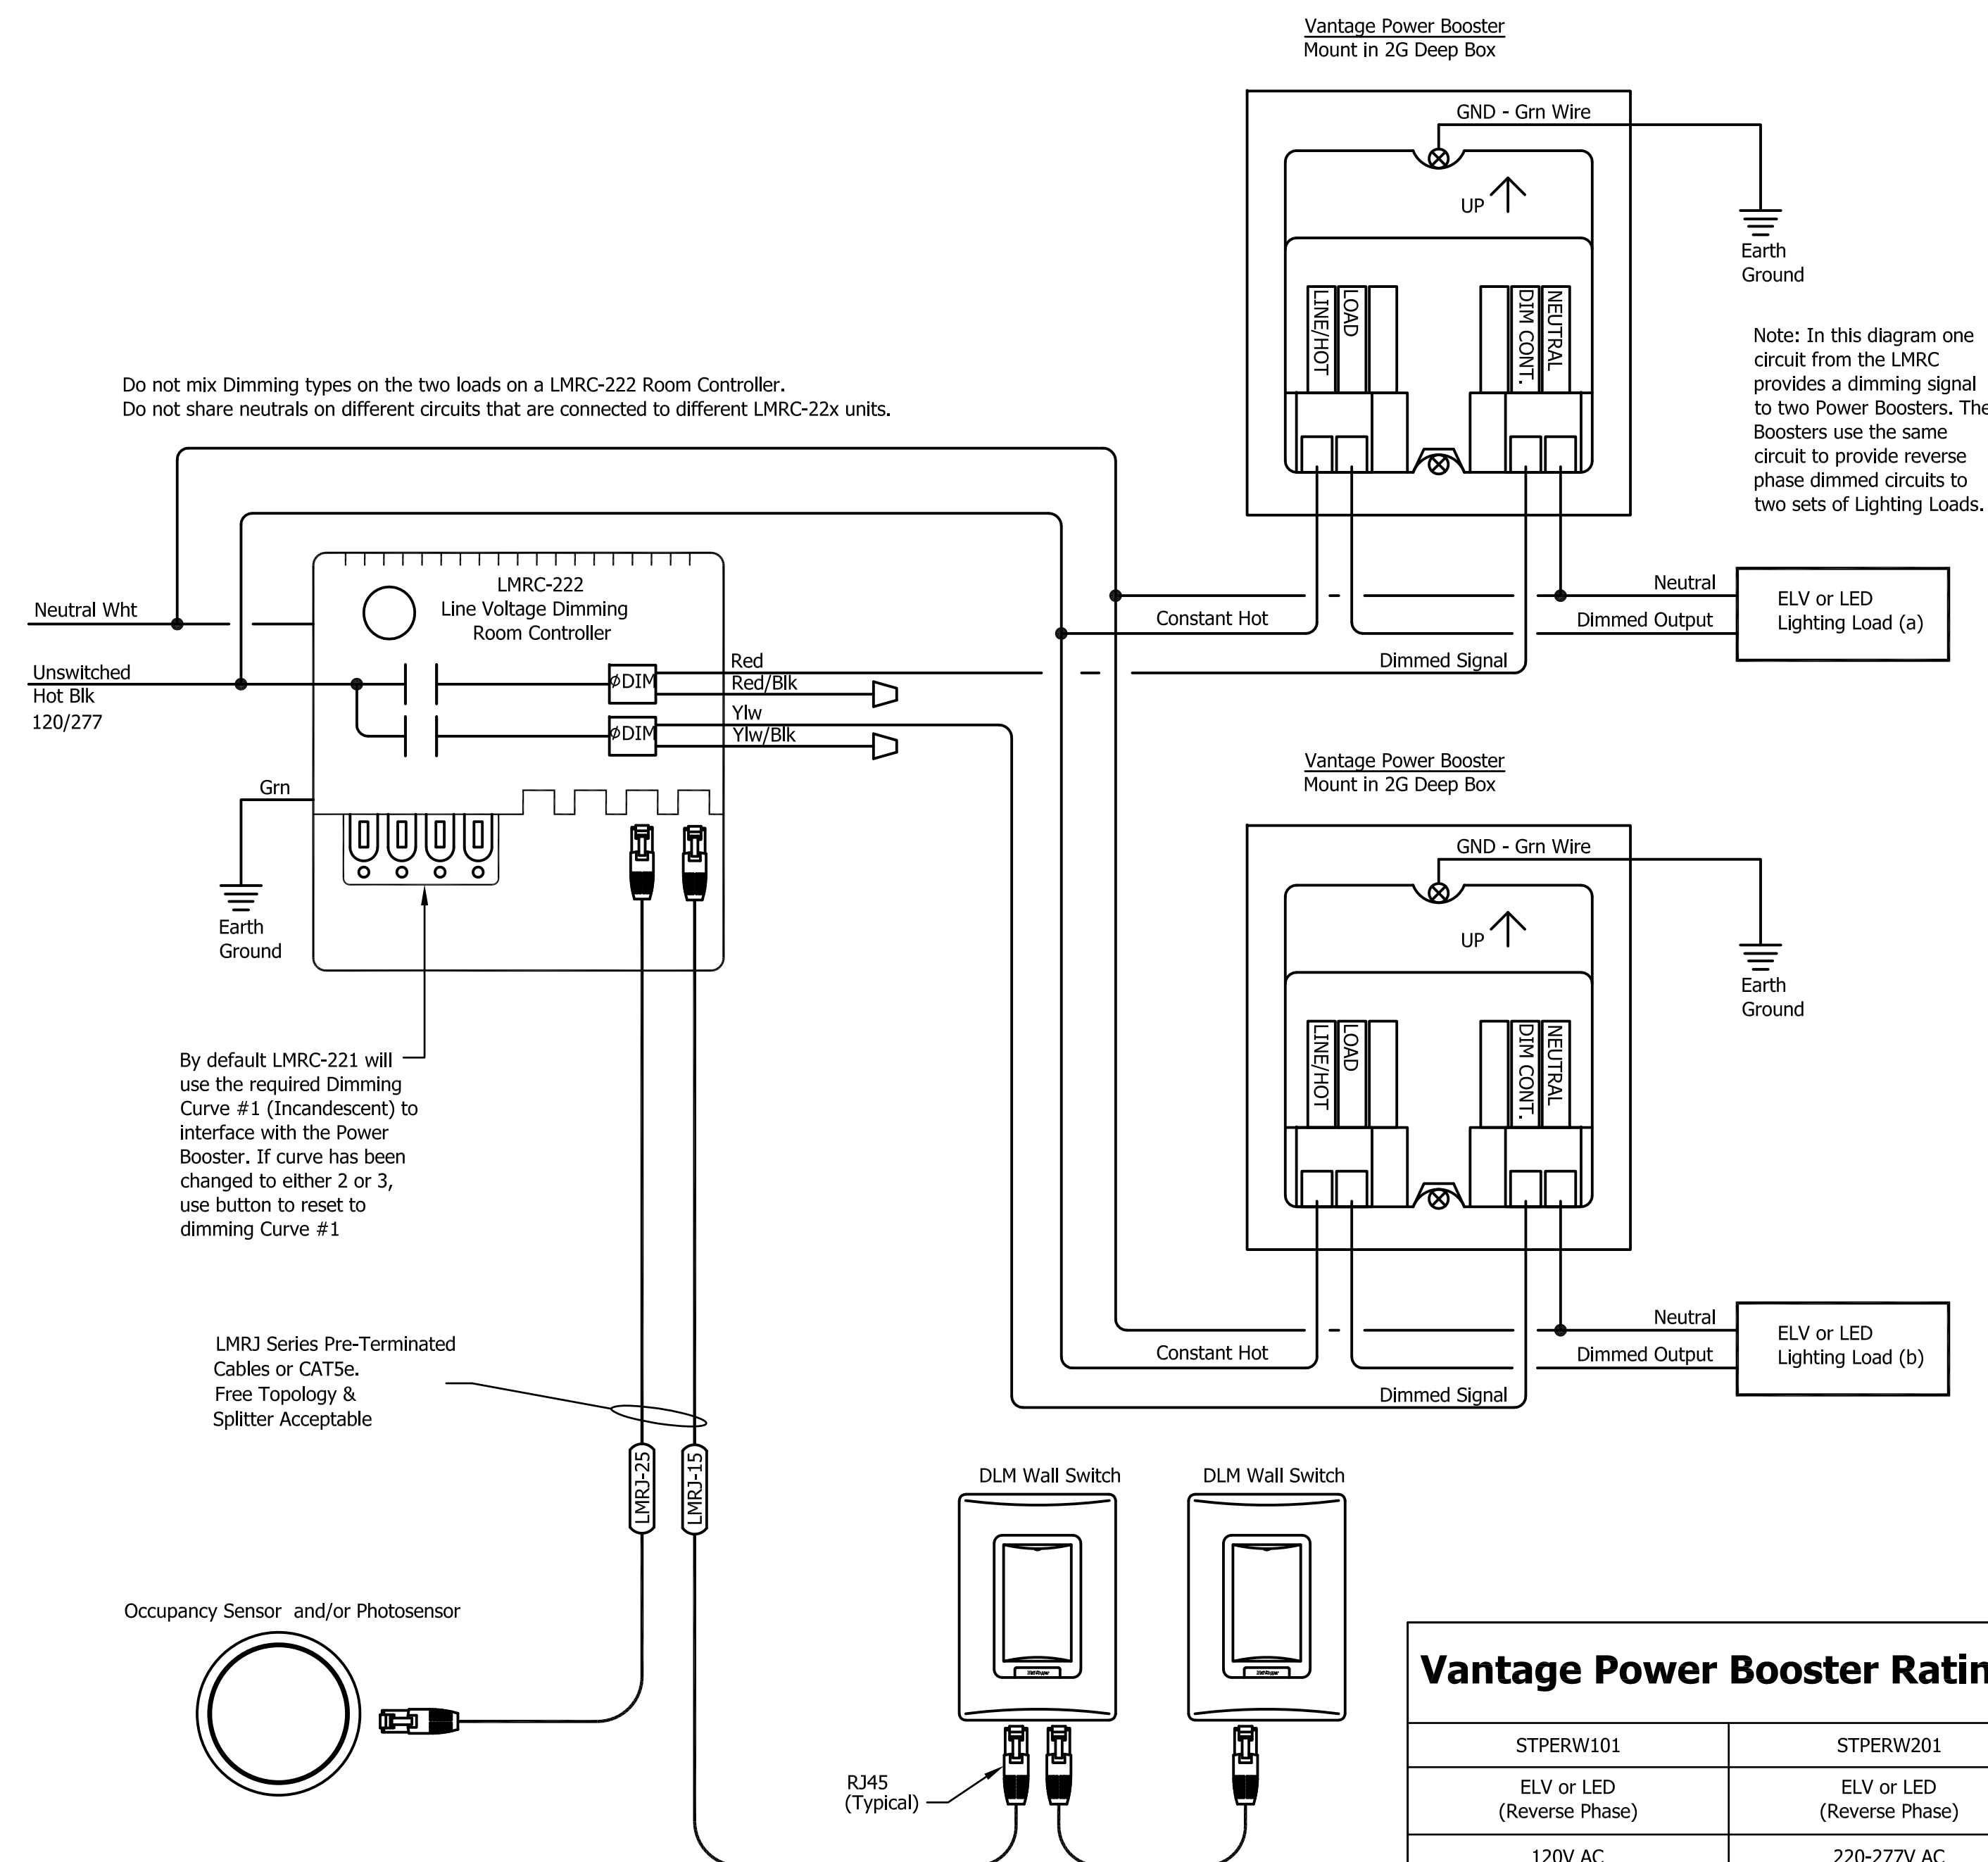 Vantage Power Booster
Mount in 2G Deep Box
GND - Grn Wire
UP
Earth
Ground
LINE/HOT
LOAD
DIM CONT.
NEUTRAL
Note: In this diagram one
circuit from the LMRC
provides a dimming signal
to two Power Boosters. The
Boosters use the same
circuit to provide reverse
phase dimmed circuits to
two sets of Lighting Loads.
Do not mix Dimming types on the two loads on a LMRC-222 Room Controller.
Do not share neutrals on different circuits that are connected to different LMRC-22x units.
LMRC-222
Line Voltage Dimming
Room Controller
Neutral Wht
Unswitched
Hot Blk
120/277
ϕDIM
ϕDIM
Red
Red/Blk
Ylw
Ylw/Blk
Grn
Earth
Ground
Constant Hot
Neutral
Dimmed Output
Dimmed Signal
ELV or LED
Lighting Load (a)
Vantage Power Booster
Mount in 2G Deep Box
GND - Grn Wire
UP
Earth
Ground
LINE/HOT
LOAD
DIM CONT.
NEUTRAL
By default LMRC-221 will
use the required Dimming
Curve #1 (Incandescent) to
interface with the Power
Booster. If curve has been
changed to either 2 or 3,
use button to reset to
dimming Curve #1
Constant Hot
Neutral
Dimmed Output
Dimmed Signal
ELV or LED
Lighting Load (b)
LMRJ Series Pre-Terminated
Cables or CAT5e.
Free Topology &
Splitter Acceptable
LMRJ-25
LMRJ-15
DLM Wall Switch
DLM Wall Switch
Occupancy Sensor and/or Photosensor
RJ45
(Typical)
Vantage Power Booster
STPERW101
STPERW201
ELV or LED
(Reverse Phase)
ELV or LED
(Reverse Phase)
120V AC
220-277V AC